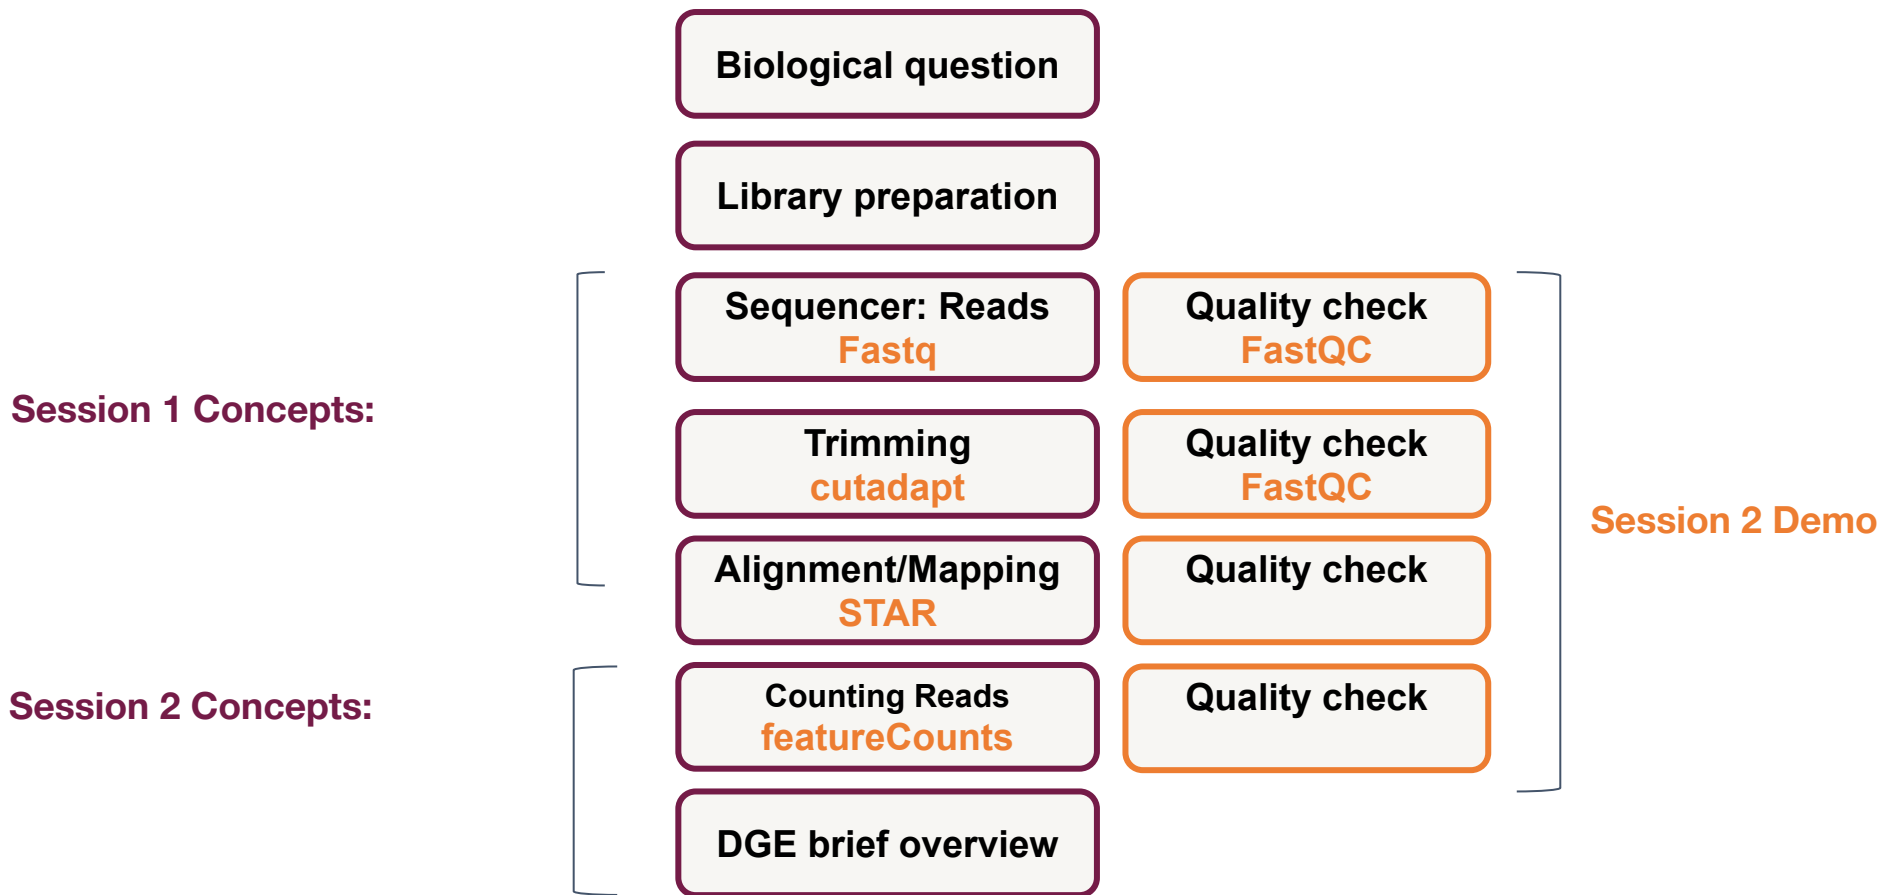 Biological question
Library preparation
Sequencer: Reads
Fastq
Quality check
FastQC
Session 1 Concepts:
Trimming
cutadapt
Quality check
FastQC
Session 2 Demo
Alignment/Mapping
STAR
Quality check
Session 2 Concepts:
Counting Reads
featureCounts
Quality check
DGE brief overview